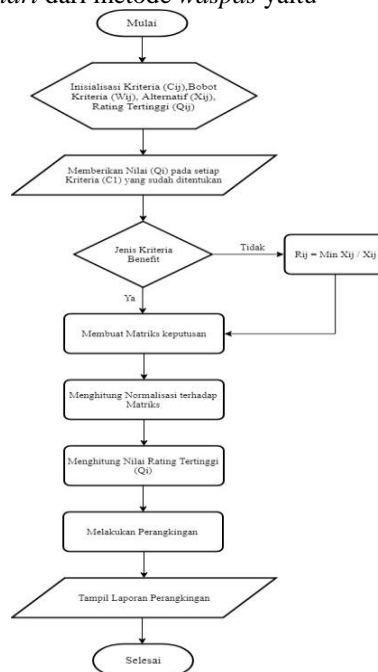 dari metode waspas yaitu
Mulai
Inisialisasi Kriteria (Cij),Bobot
Kriteria (Wij), Alternatif (Xij),
Rating Tertinggi (Qij)
Memberikan Nilai (Qi) pada setiap
Kriteria (C1) yang sudah ditentukan
Jenis Kriteria
Benefit
Tidak
Rij = Min Xij / Xij
Ya
Membuat Matriks keputusan
Menghitung Normalisasi terhadap
Matriks
Menghitung Nilai Rating Tertinggi
(Qi)
Melakukan Perangkingan
Tampil Laporan Perangkingan
Selesai